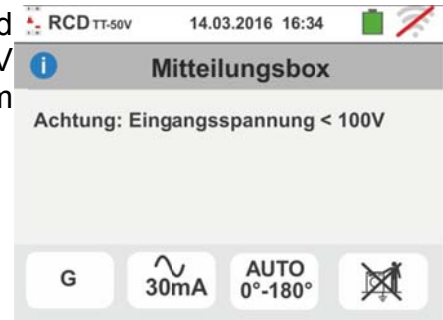 d
V
m
RCD TT-50V 14.03.2016 16:34
Mitteilungsbox
Achtung: Eingangsspannung < 100V
G
30mA
AUTO
0°-180°